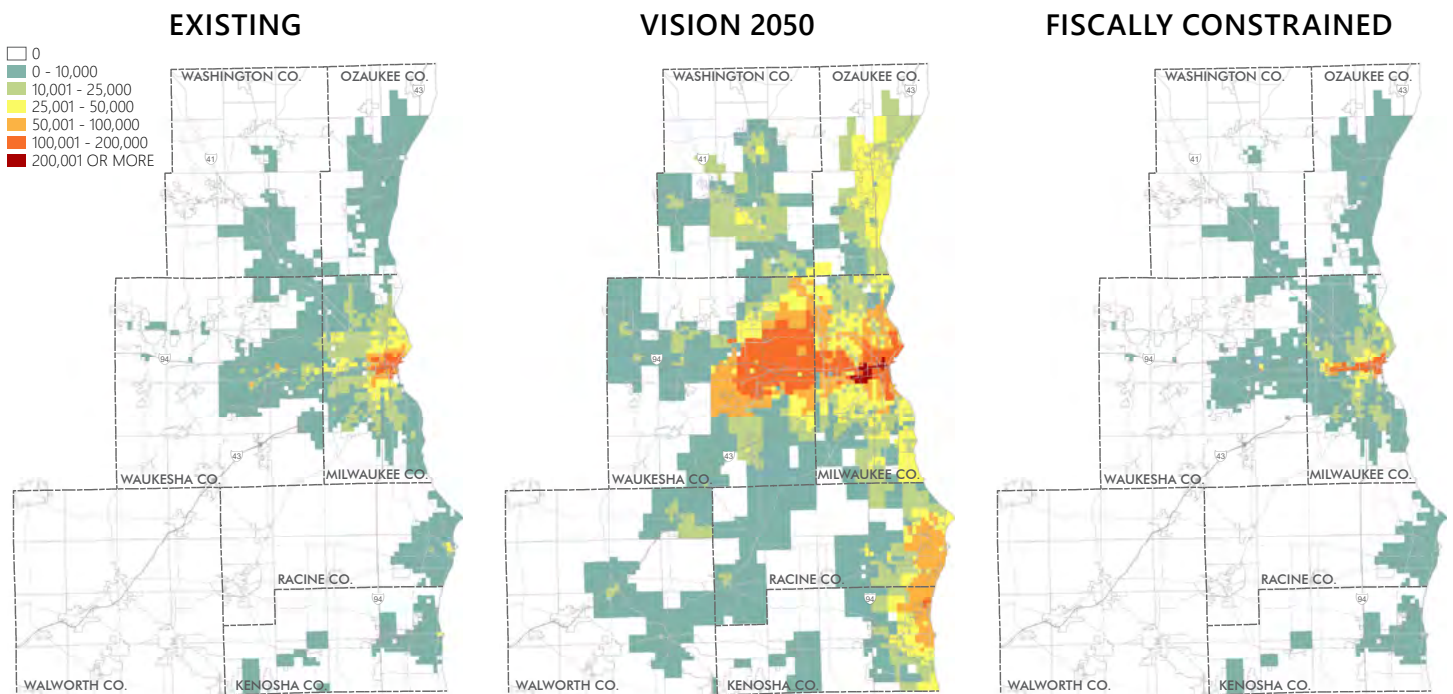 EXISTING
VISION 2050
FISCALLY CONSTRAINED
0
0 - 10,000
10,001 - 25,000
25,001 - 50,000
50,001 - 100,000
100,001 - 200,000
200,001 OR MORE
WASHINGTON CO.
OZAUKEE CO.
43
41
94
43
WAUKESHA CO.
MILWAUKEE CO.
RACINE CO.
94
WALWORTH CO.
KENOSHA CO.
WASHINGTON CO.
OZAUKEE CO.
43
41
94
43
WAUKESHA CO.
MILWAUKEE CO.
RACINE CO.
94
WALWORTH CO.
KENOSHA CO.
WASHINGTON CO.
OZAUKEE CO.
43
41
94
43
WAUKESHA CO.
MILWAUKEE CO.
RACINE CO.
94
WALWORTH CO.
KENOSHA CO.